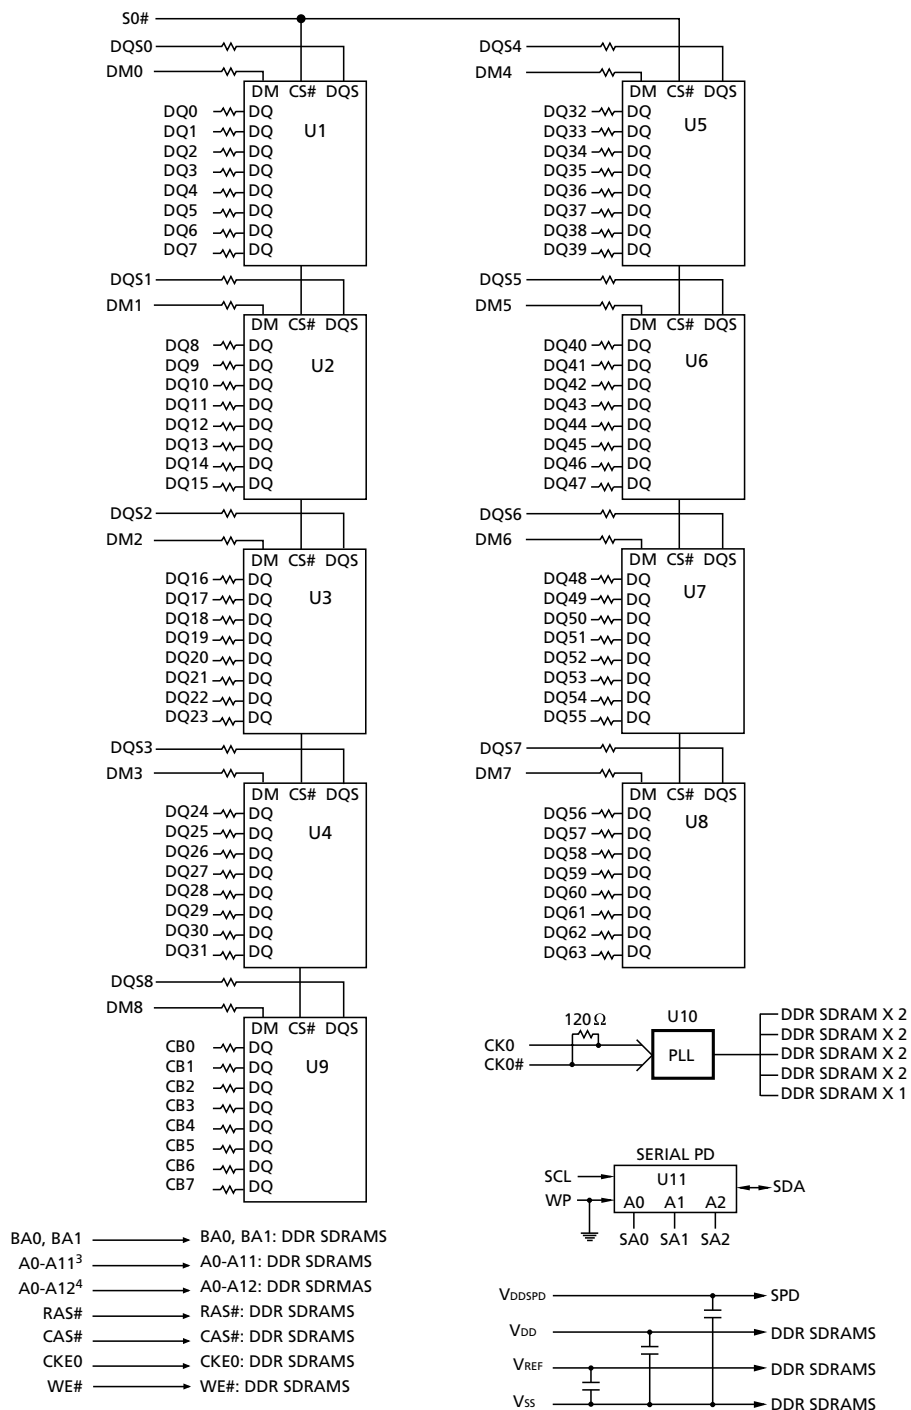 S0#
DQS0
DM0
DM CS# DQS
U1
DQ0 DQ
DQ1 DQ
DQ2 DQ
DQ3 DQ
DQ4 DQ
DQ5 DQ
DQ6 DQ
DQ7 DQ
DQS1
DM1
DM CS# DQS
U2
DQ8 DQ
DQ9 DQ
DQ10 DQ
DQ11 DQ
DQ12 DQ
DQ13 DQ
DQ14 DQ
DQ15 DQ
DQS2
DM2
DM CS# DQS
U3
DQ16 DQ
DQ17 DQ
DQ18 DQ
DQ19 DQ
DQ20 DQ
DQ21 DQ
DQ22 DQ
DQ23 DQ
DQS3
DM3
DM CS# DQS
U4
DQ24 DQ
DQ25 DQ
DQ26 DQ
DQ27 DQ
DQ28 DQ
DQ29 DQ
DQ30 DQ
DQ31 DQ
DQS8
DM8
DM CS# DQS
U9
CB0 DQ
CB1 DQ
CB2 DQ
CB3 DQ
CB4 DQ
CB5 DQ
CB6 DQ
CB7 DQ
BA0, BA1 BA0, BA1: DDR SDRAMS
A0-A11³ A0-A11: DDR SDRAMS
A0-A12⁴ A0-A12: DDR SDRMAS
RAS# RAS#: DDR SDRAMS
CAS# CAS#: DDR SDRAMS
CKE0 CKE0: DDR SDRAMS
WE# WE#: DDR SDRAMS
DQS4
DM4
DM CS# DQS
U5
DQ32 DQ
DQ33 DQ
DQ34 DQ
DQ35 DQ
DQ36 DQ
DQ37 DQ
DQ38 DQ
DQ39 DQ
DQS5
DM5
DM CS# DQS
U6
DQ40 DQ
DQ41 DQ
DQ42 DQ
DQ43 DQ
DQ44 DQ
DQ45 DQ
DQ46 DQ
DQ47 DQ
DQS6
DM6
DM CS# DQS
U7
DQ48 DQ
DQ49 DQ
DQ50 DQ
DQ51 DQ
DQ52 DQ
DQ53 DQ
DQ54 DQ
DQ55 DQ
DQS7
DM7
DM CS# DQS
U8
DQ56 DQ
DQ57 DQ
DQ58 DQ
DQ59 DQ
DQ60 DQ
DQ61 DQ
DQ62 DQ
DQ63 DQ
120 Ω
U10
CK0
CK0#
PLL
DDR SDRAM X 2
DDR SDRAM X 2
DDR SDRAM X 2
DDR SDRAM X 2
DDR SDRAM X 1
SERIAL PD
SCL
U11
WP
SDA
A0 A1 A2
SA0 SA1 SA2
VDDSPD SPD
VDD DDR SDRAMS
VREF DDR SDRAMS
VSS DDR SDRAMS